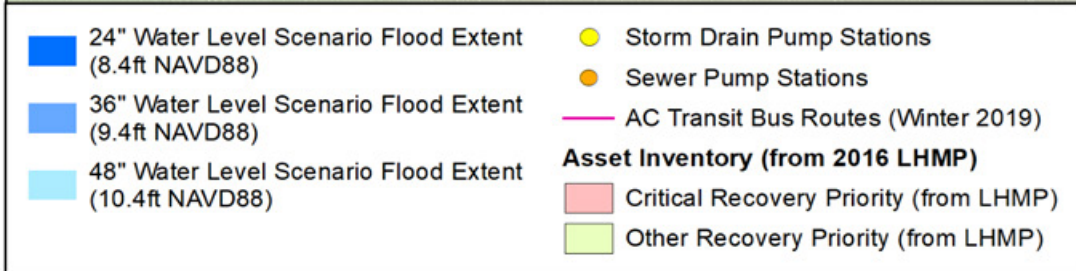 24" Water Level Scenario Flood Extent
(8.4ft NAVD88)
36" Water Level Scenario Flood Extent
(9.4ft NAVD88)
48" Water Level Scenario Flood Extent
(10.4ft NAVD88)
Storm Drain Pump Stations
Sewer Pump Stations
AC Transit Bus Routes (Winter 2019)
Asset Inventory (from 2016 LHMP)
Critical Recovery Priority (from LHMP)
Other Recovery Priority (from LHMP)